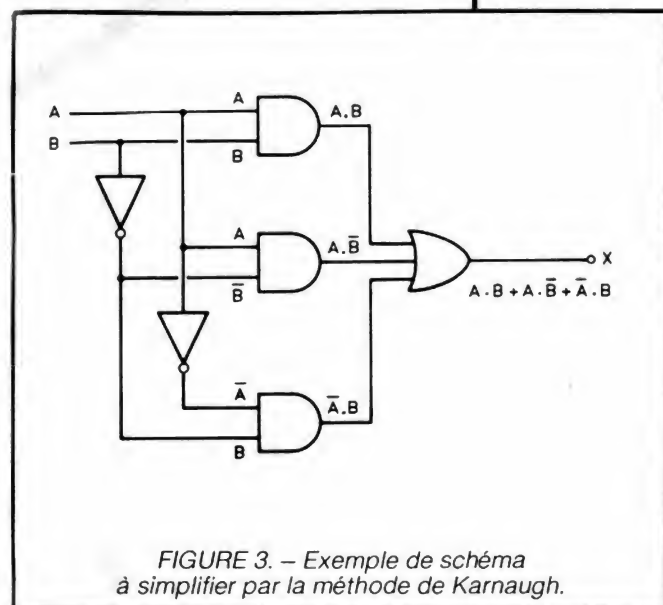 A
A
A.B
B
B
A
A.B̅
B̅
X
A.B + A.B̅ + A̅.B
A̅
A̅.B
B
FIGURE 3. – Exemple de schéma
à simplifier par la méthode de Karnaugh.